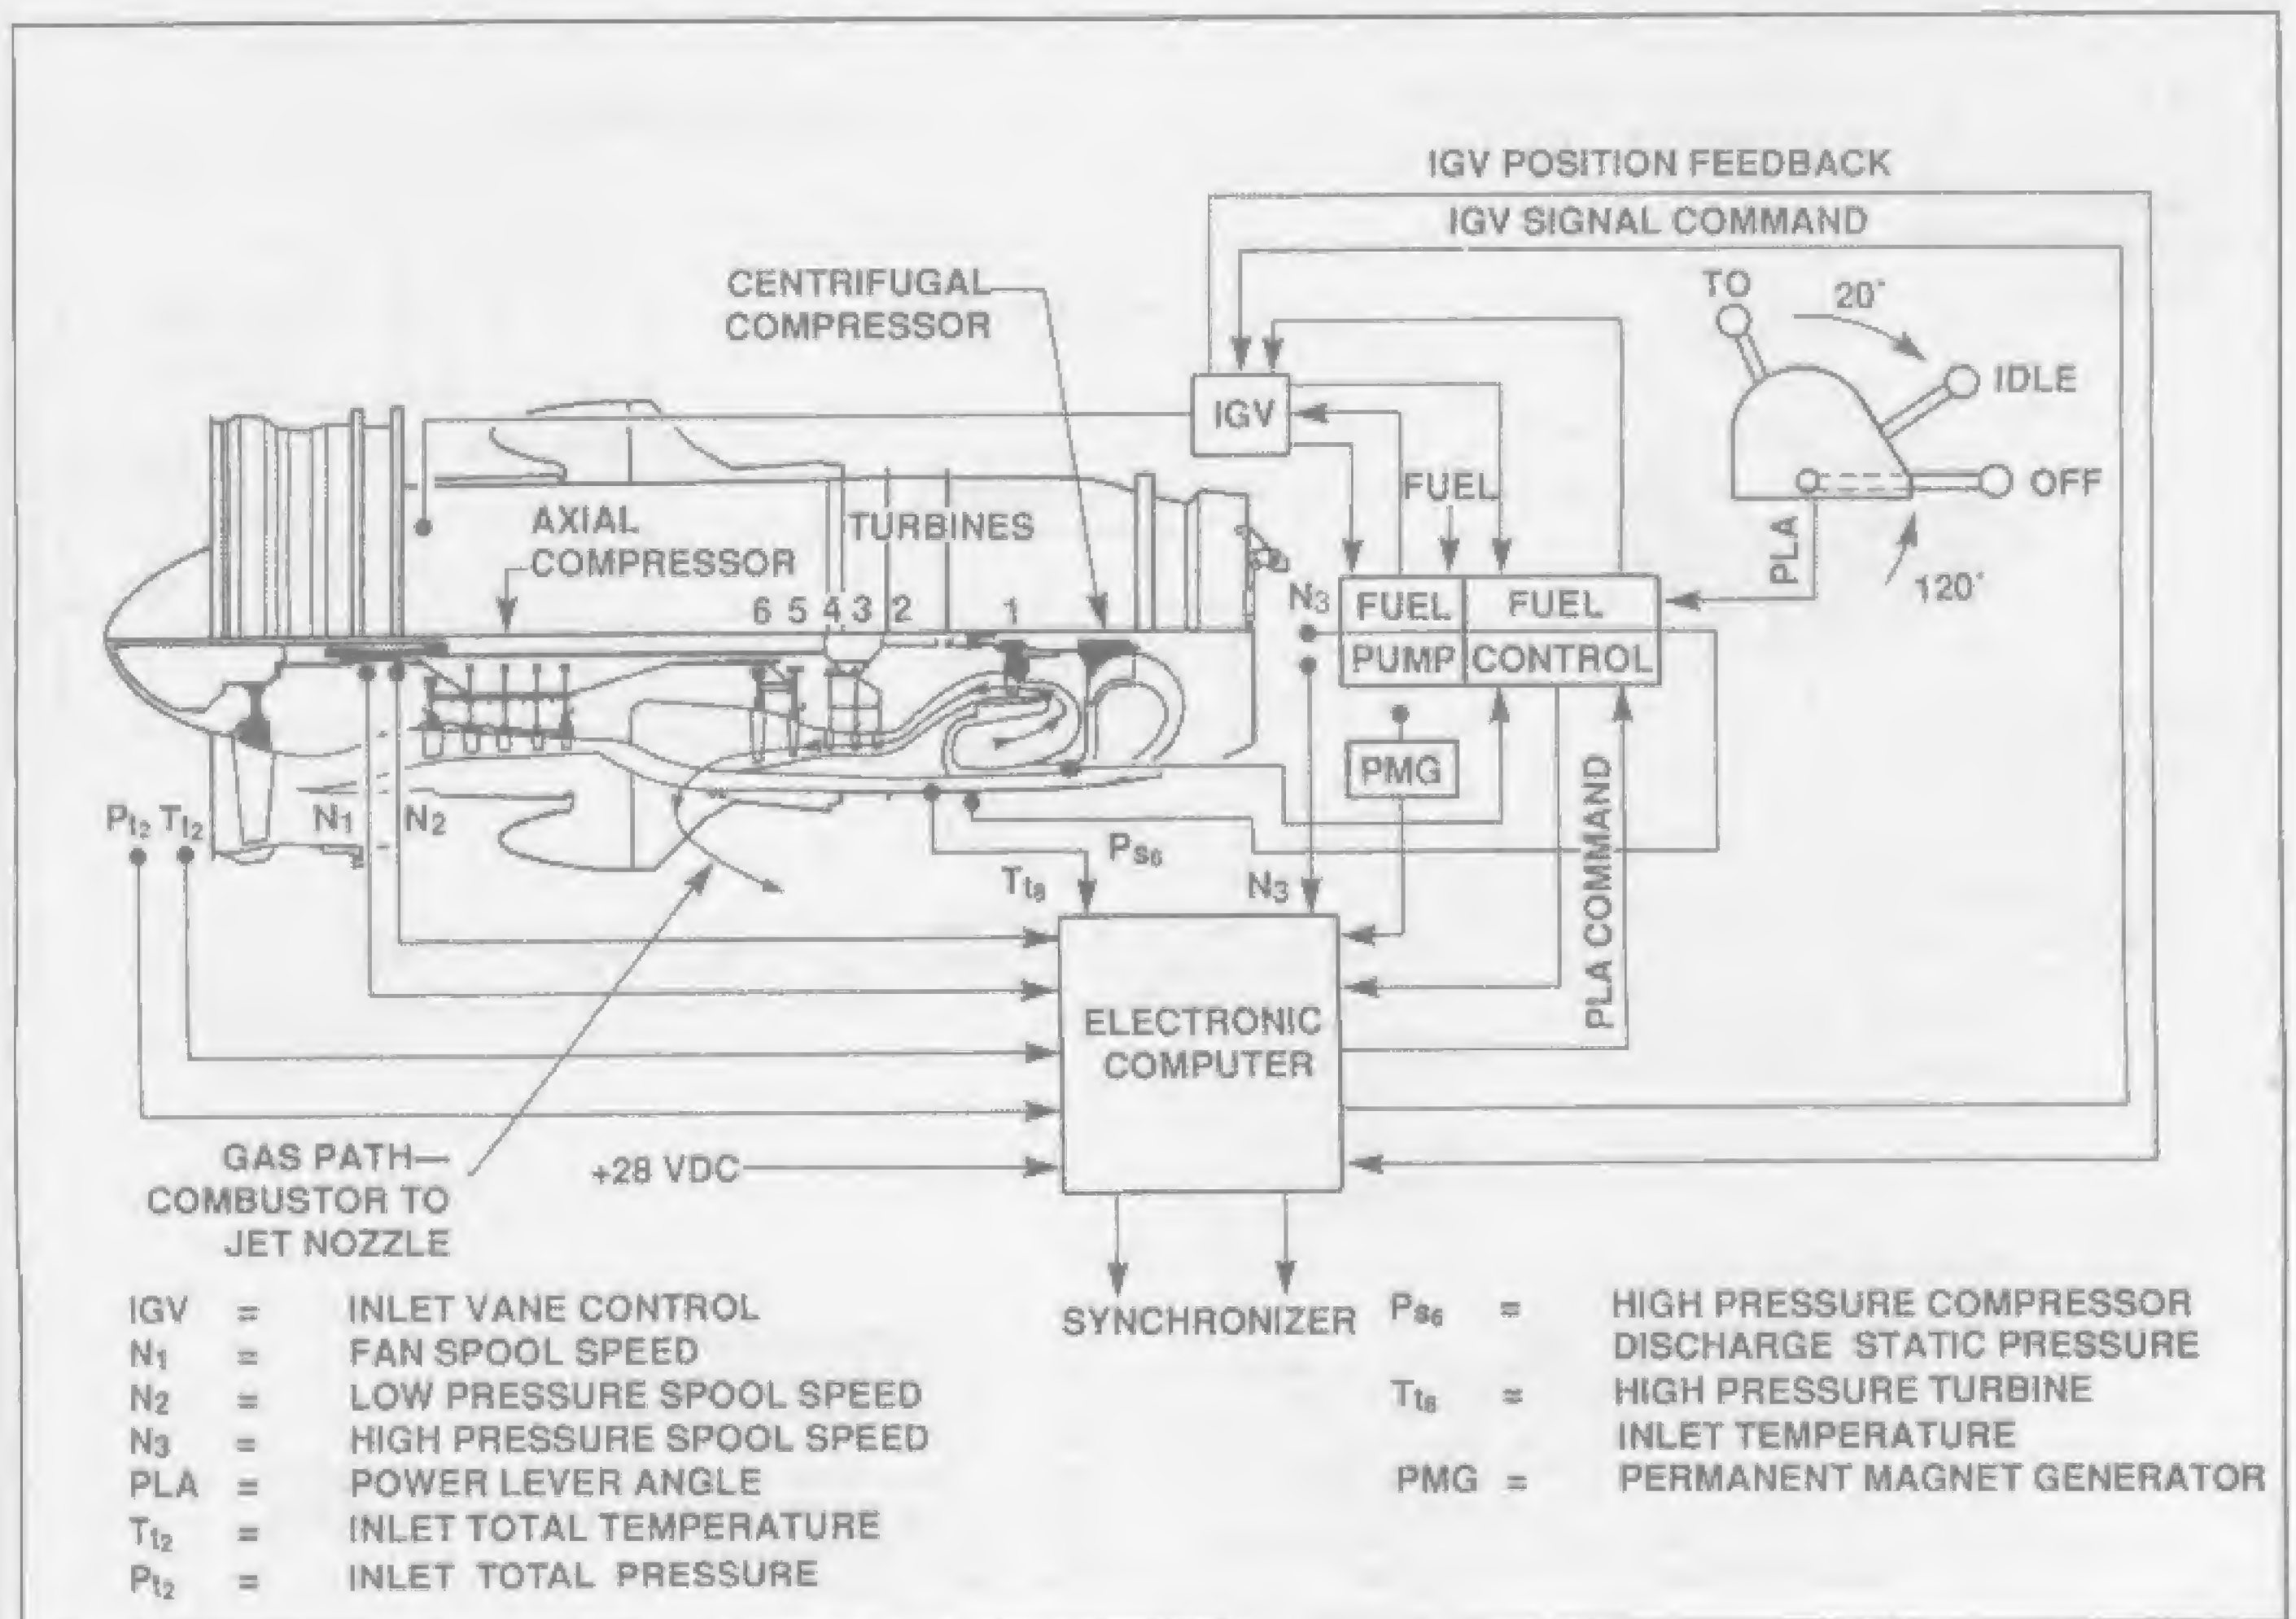 IGV POSITION FEEDBACK
IGV SIGNAL COMMAND
CENTRIFUGAL
COMPRESSOR
TO
20°
IDLE
IGV
FUEL
OFF
AXIAL
COMPRESSOR
TURBINES
PLA
120°
6 5 4 3 2 1
N3
FUEL
PUMP
FUEL
CONTROL
PMG
PLA COMMAND
Pt2 Tt2
N1
N2
Ps6
Tt8
N3
ELECTRONIC
COMPUTER
GAS PATH—
COMBUSTOR TO
JET NOZZLE
+28 VDC
SYNCHRONIZER
IGV = INLET VANE CONTROL
N1 = FAN SPOOL SPEED
N2 = LOW PRESSURE SPOOL SPEED
N3 = HIGH PRESSURE SPOOL SPEED
PLA = POWER LEVER ANGLE
Tt2 = INLET TOTAL TEMPERATURE
Pt2 = INLET TOTAL PRESSURE
Ps6 = HIGH PRESSURE COMPRESSOR
DISCHARGE STATIC PRESSURE
Tt8 = HIGH PRESSURE TURBINE
INLET TEMPERATURE
PMG = PERMANENT MAGNET GENERATOR